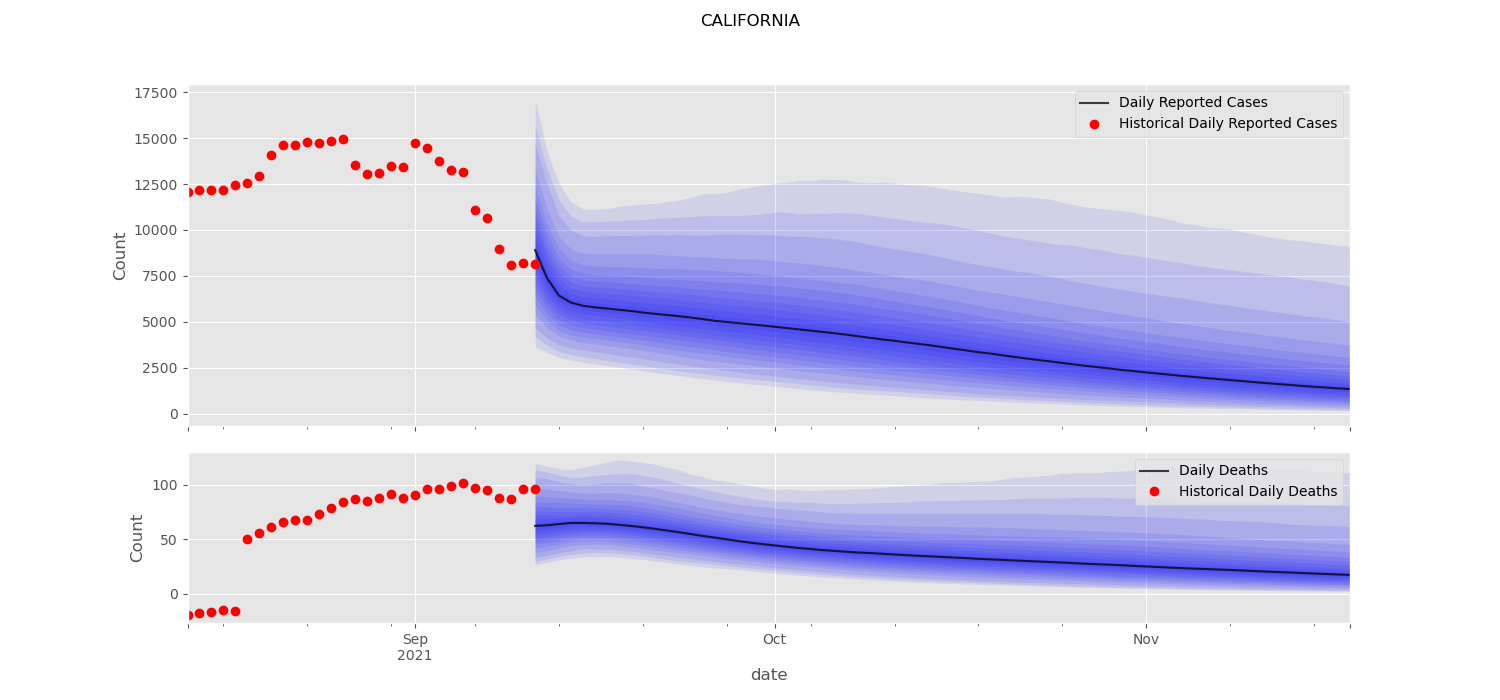 CALIFORNIA
17500
15000
12500
10000
7500
5000
2500
0
Count
Daily Reported Cases
Historical Daily Reported Cases
100
50
0
Count
Daily Deaths
Historical Daily Deaths
Sep
2021
Oct
Nov
date